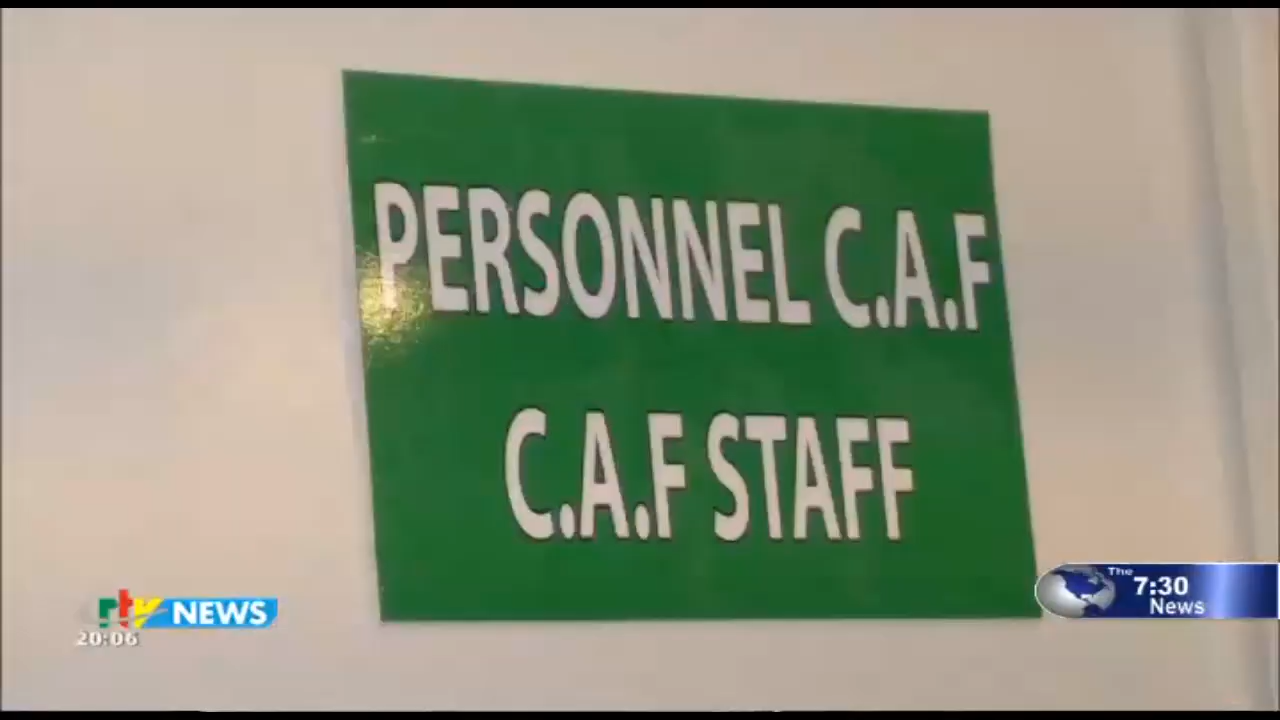 PERSONNEL C.A.F
C.A.F STAFF
rtv NEWS
20:06
The
7:30
News